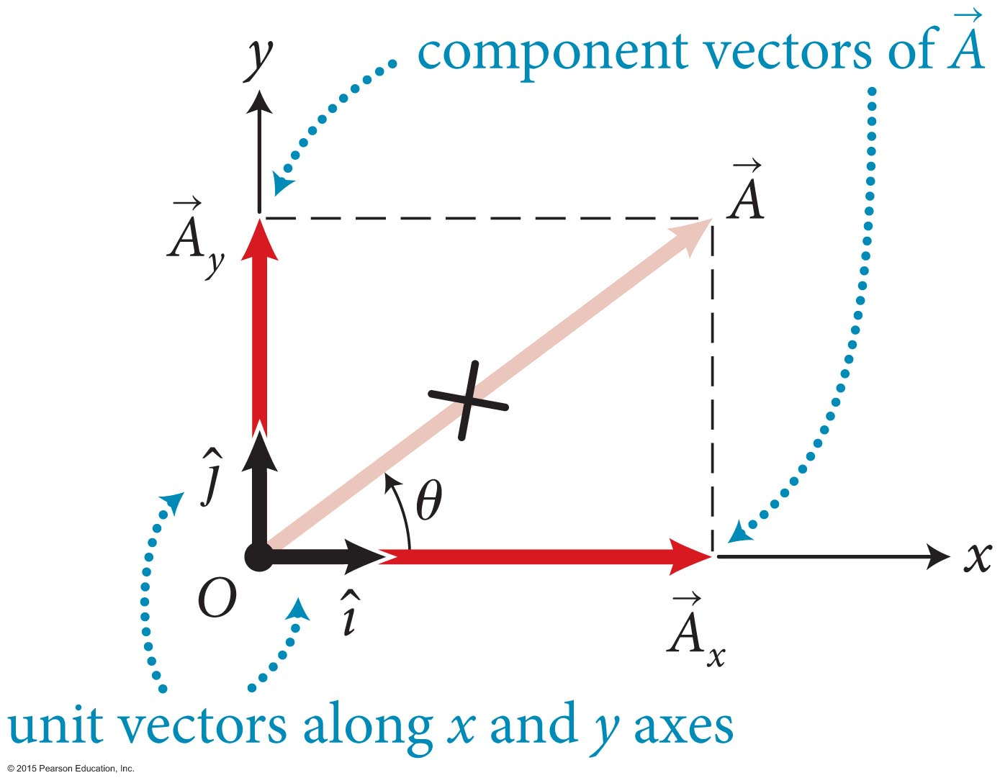 component vectors of A⃗
y
A⃗
A⃗y
ĵ
θ
x
O
î
A⃗x
unit vectors along x and y axes
© 2015 Pearson Education, Inc.